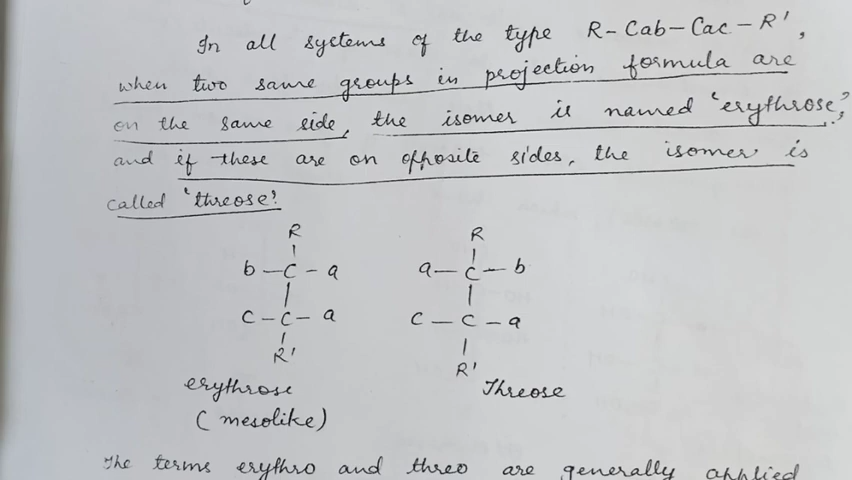 In all systems of the type R-Cab-Cac-R',
when two same groups in projection formula are
on the same side, the isomer is named 'erythrose',
and if these are on opposite sides, the isomer is
called 'threose'.
R R
b-C-a a-C-b
C-C-a C-C-a
R' R'
erythrose Threose
(mesolike)
The terms erythro and threo are generally applied